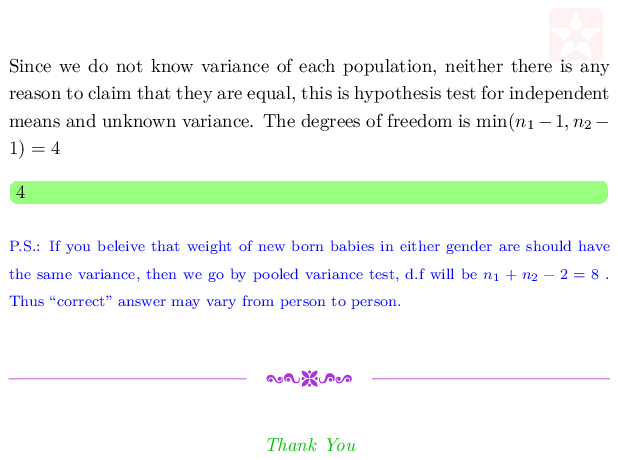 Since we do not know variance of each population, neither there is any
reason to claim that they are equal, this is hypothesis test for independent
means and unknown variance. The degrees of freedom is min(n₁ − 1, n₂ −
1) = 4
4
P.S.: If you beleive that weight of new born babies in either gender are should have
the same variance, then we go by pooled variance test, d.f will be n₁ + n₂ − 2 = 8 .
Thus “correct” answer may vary from person to person.
Thank You